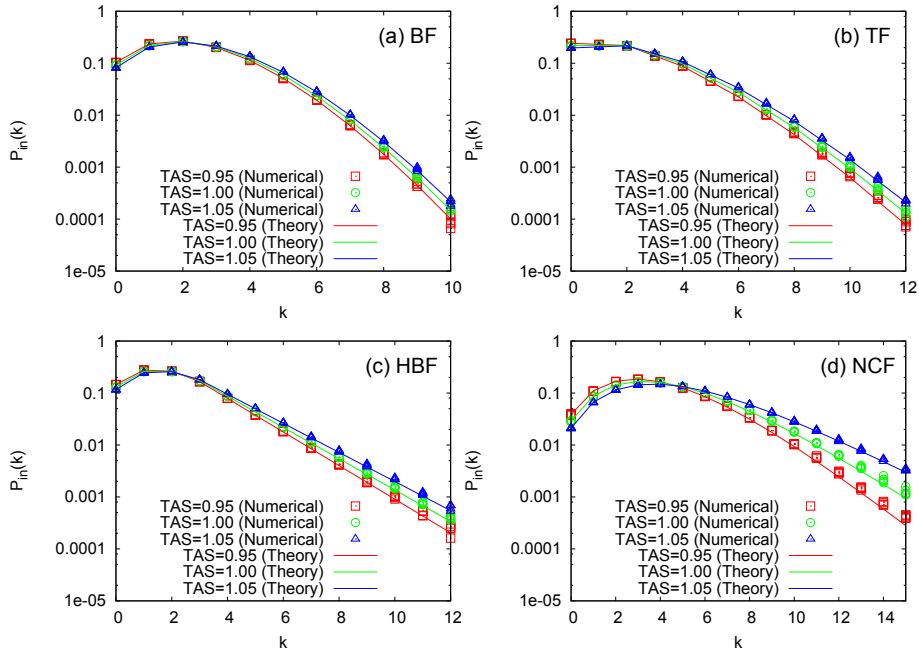 (a) BF
1
0.1
0.01
0.001
0.0001
1e-05
P_in(k)
TAS=0.95 (Numerical)
TAS=1.00 (Numerical)
TAS=1.05 (Numerical)
TAS=0.95 (Theory)
TAS=1.00 (Theory)
TAS=1.05 (Theory)
0 2 4 6 8 10
k
(b) TF
1
0.1
0.01
0.001
0.0001
1e-05
P_in(k)
TAS=0.95 (Numerical)
TAS=1.00 (Numerical)
TAS=1.05 (Numerical)
TAS=0.95 (Theory)
TAS=1.00 (Theory)
TAS=1.05 (Theory)
0 2 4 6 8 10 12
k
(c) HBF
1
0.1
0.01
0.001
0.0001
1e-05
P_in(k)
TAS=0.95 (Numerical)
TAS=1.00 (Numerical)
TAS=1.05 (Numerical)
TAS=0.95 (Theory)
TAS=1.00 (Theory)
TAS=1.05 (Theory)
0 2 4 6 8 10 12
k
(d) NCF
1
0.1
0.01
0.001
0.0001
1e-05
P_in(k)
TAS=0.95 (Numerical)
TAS=1.00 (Numerical)
TAS=1.05 (Numerical)
TAS=0.95 (Theory)
TAS=1.00 (Theory)
TAS=1.05 (Theory)
0 1 2 3 4 5 6 7 8 9 10 11 12 13 14 15
k